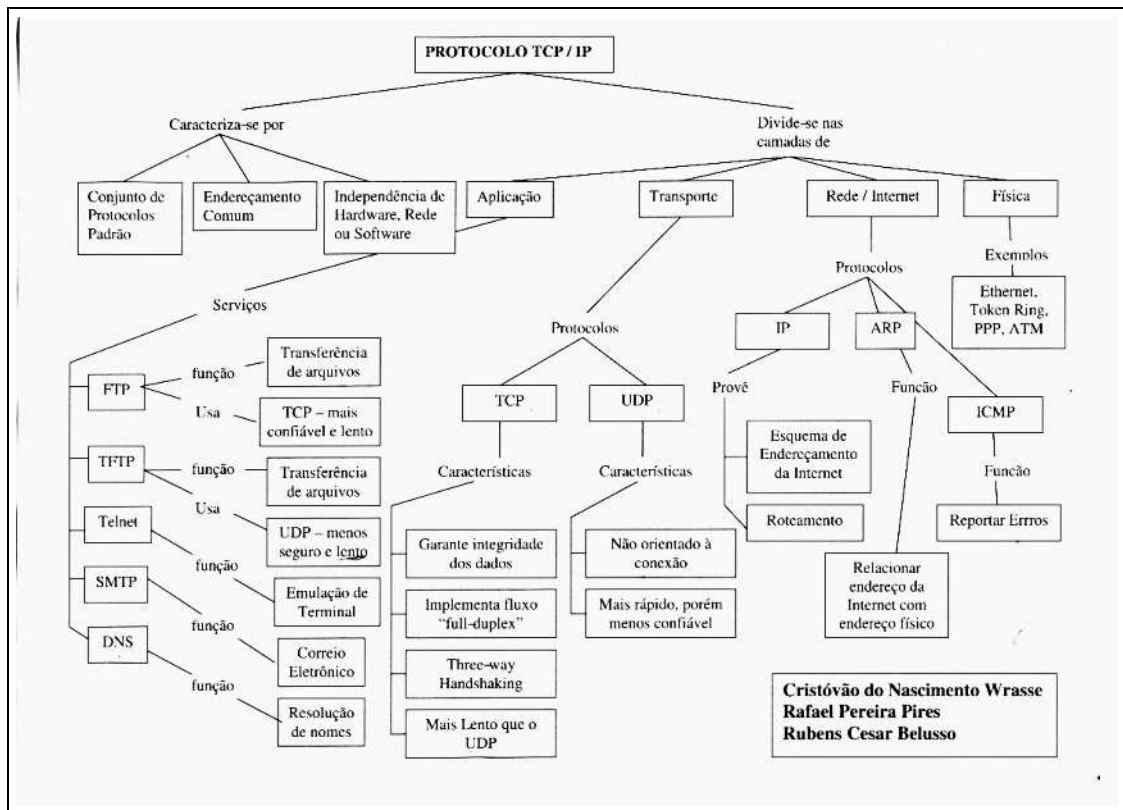 PROTOCOLO TCP / IP
Caracteriza-se por
Divide-se nas
camadas de
Conjunto de
Protocolos
Padrão
Endereçamento
Comum
Independência de
Hardware, Rede
ou Software
Aplicação
Transporte
Rede / Internet
Física
Serviços
Protocolos
Protocolos
Exemplos
Ethernet,
Token Ring,
PPP, ATM
IP
ARP
ICMP
TCP
UDP
Provê
Esquema de
Endereçamento
da Internet
Roteamento
Funcão
Relacionar
endereço da
Internet com
endereço físico
Funcão
Reportar Errros
FTP
função
Transferência
de arquivos
Usa
TCP – mais
confiável e lento
TFTP
função
Transferência
de arquivos
Usa
UDP – menos
seguro e lento
Telnet
função
Emulação de
Terminal
SMTP
função
Correio
Eletrônico
DNS
função
Resolução
de nomes
Características
Garante integridade
dos dados
Implementa fluxo
“full-duplex”
Three-way
Handshaking
Mais Lento que o
UDP
Características
Não orientado à
conexão
Mais rápido, porém
menos confiável
Cristóvão do Nascimento Wrasse
Rafael Pereira Pires
Rubens Cesar Belusso